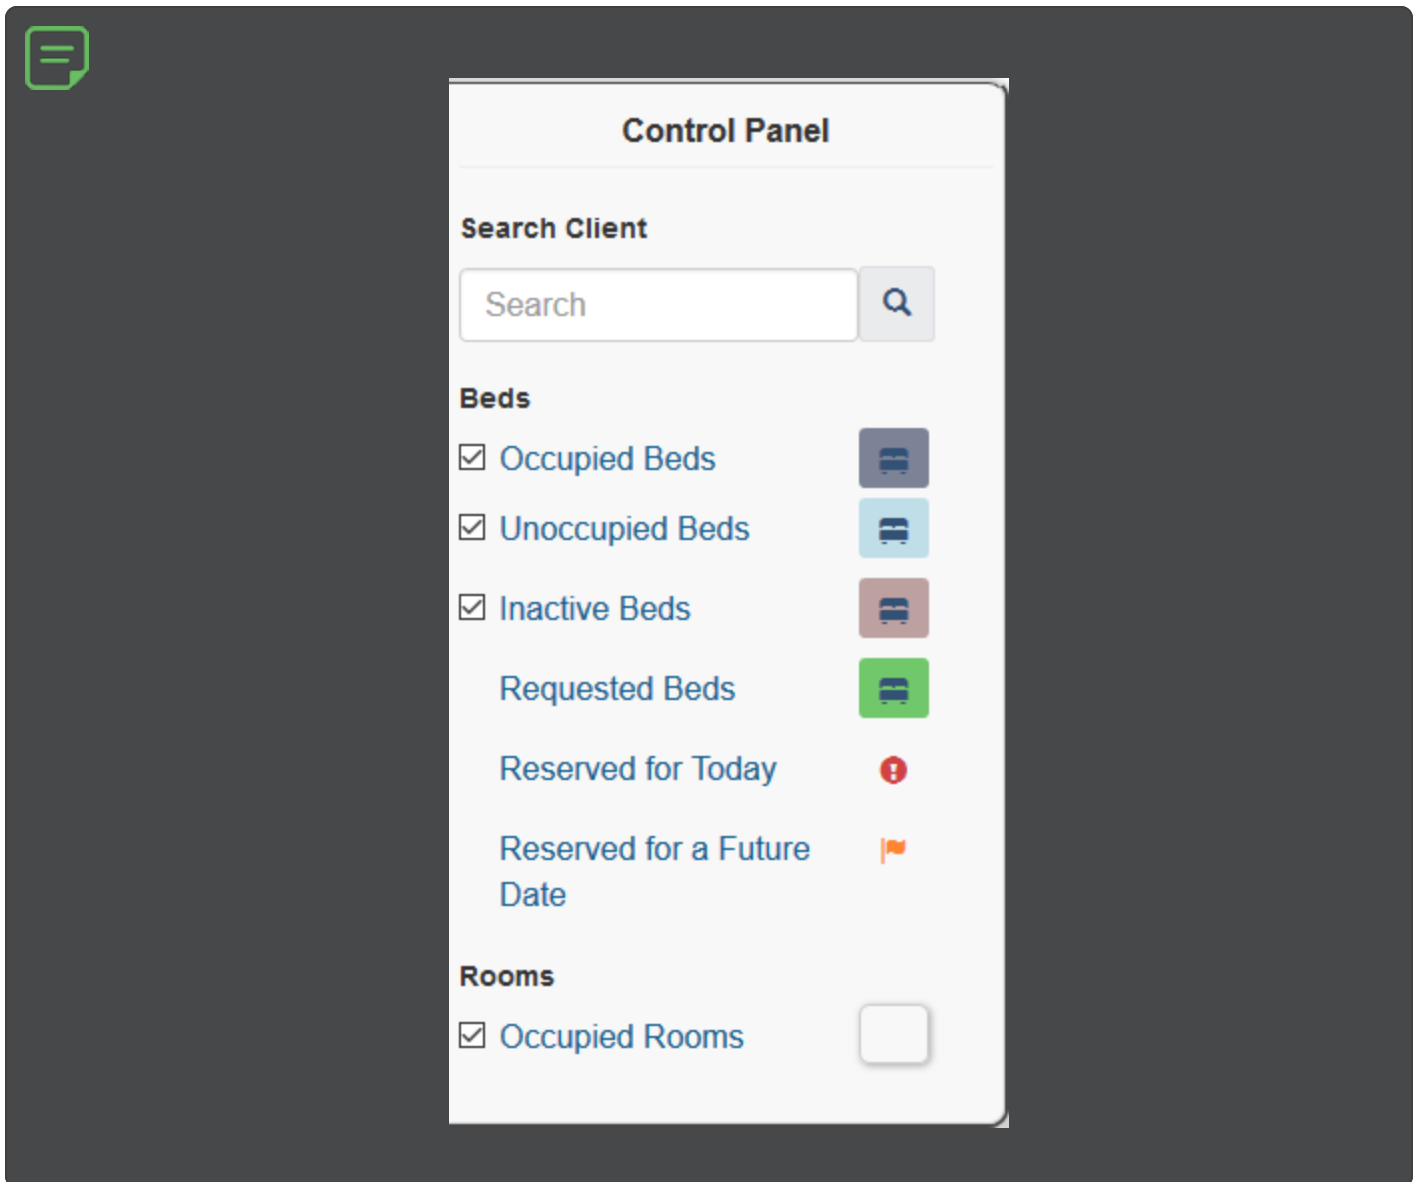 Control Panel
Search Client
Search
Beds
Occupied Beds
Unoccupied Beds
Inactive Beds
Requested Beds
Reserved for Today
Reserved for a Future
Date
Rooms
Occupied Rooms